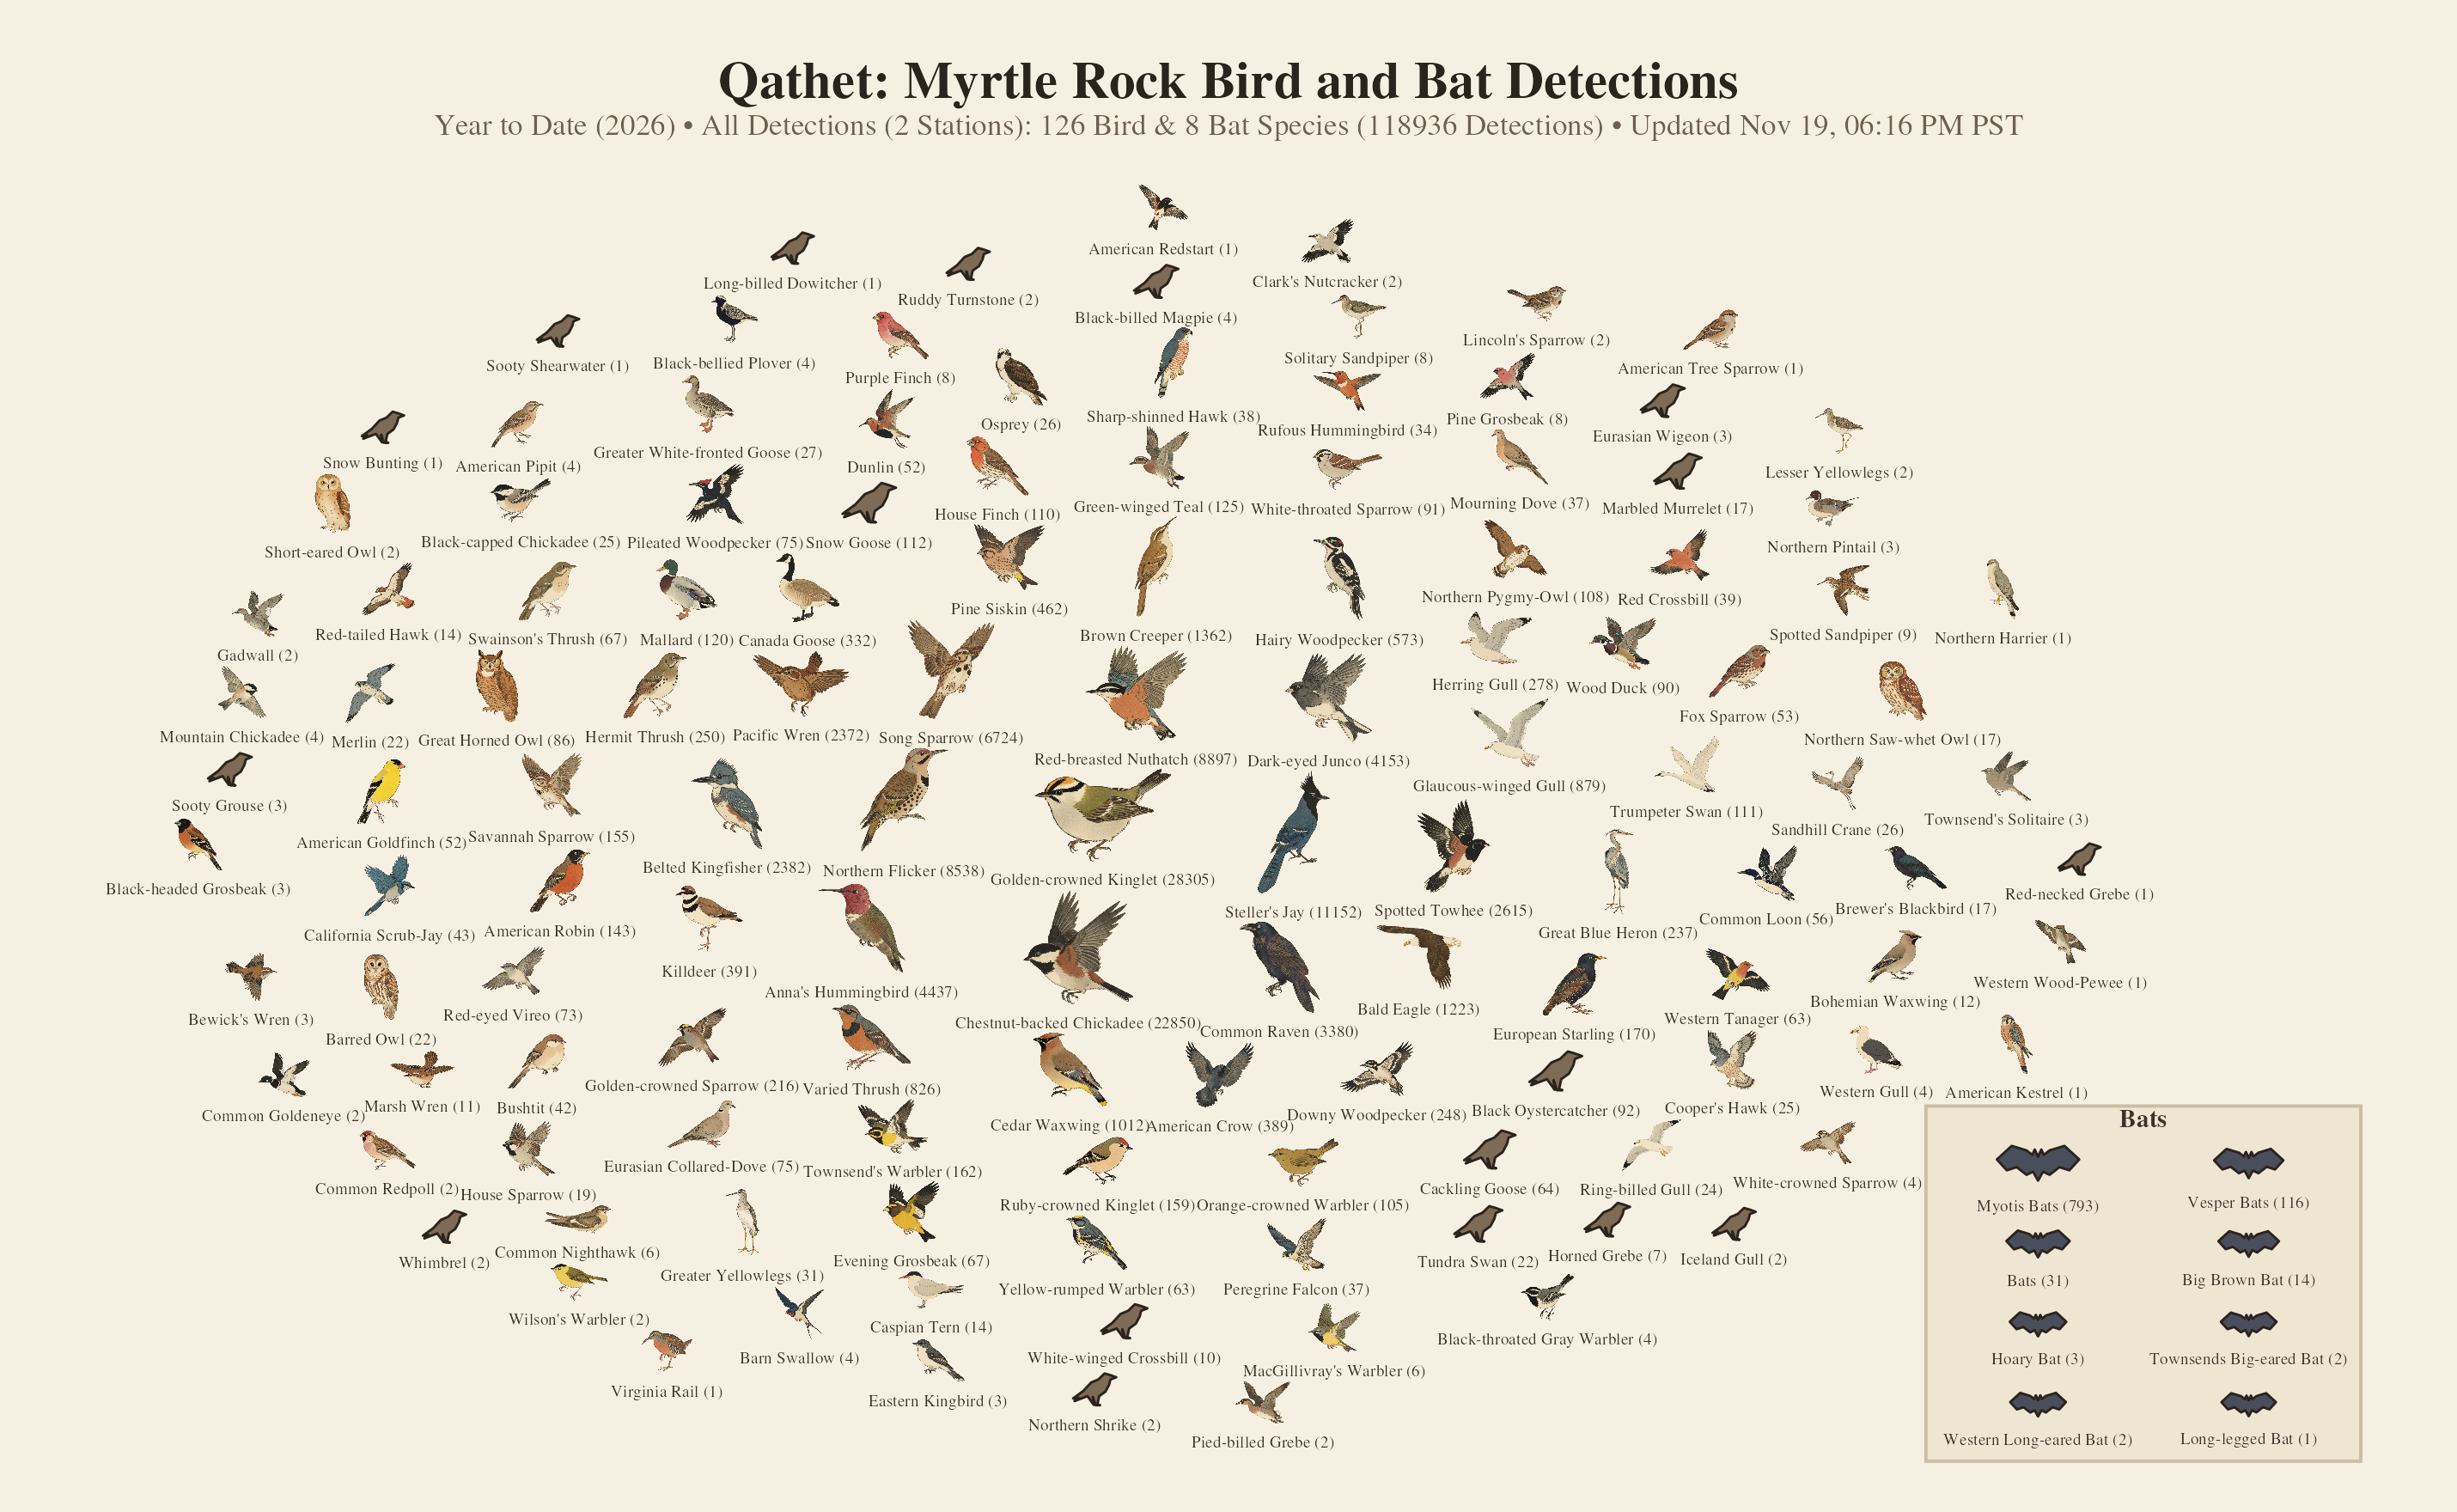 Qathet: Myrtle Rock Bird and Bat Detections
Year to Date (2026) • All Detections (2 Stations): 126 Bird & 8 Bat Species (118936 Detections) • Updated Nov 19, 06:16 PM PST
American Redstart (1)
Clark's Nutcracker (2)
Long-billed Dowitcher (1)
Ruddy Turnstone (2)
Black-billed Magpie (4)
Lincoln's Sparrow (2)
Solitary Sandpiper (8)
Black-bellied Plover (4)
Sooty Shearwater (1)
American Tree Sparrow (1)
Purple Finch (8)
Sharp-shinned Hawk (38)
Pine Grosbeak (8)
Osprey (26)
Rufous Hummingbird (34)
Eurasian Wigeon (3)
Greater White-fronted Goose (27)
Snow Bunting (1)
American Pipit (4)
Dunlin (52)
Lesser Yellowlegs (2)
Mourning Dove (37)
Green-winged Teal (125)
White-throated Sparrow (91)
Marbled Murrelet (17)
House Finch (110)
Black-capped Chickadee (25)
Pileated Woodpecker (75)
Snow Goose (112)
Northern Pintail (3)
Short-eared Owl (2)
Northern Pygmy-Owl (108)
Red Crossbill (39)
Pine Siskin (462)
Red-tailed Hawk (14)
Swainson's Thrush (67)
Mallard (120)
Canada Goose (332)
Brown Creeper (1362)
Hairy Woodpecker (573)
Spotted Sandpiper (9)
Northern Harrier (1)
Gadwall (2)
Herring Gull (278)
Wood Duck (90)
Fox Sparrow (53)
Mountain Chickadee (4)
Merlin (22)
Great Horned Owl (86)
Hermit Thrush (250)
Pacific Wren (2372)
Song Sparrow (6724)
Northern Saw-whet Owl (17)
Red-breasted Nuthatch (8897)
Dark-eyed Junco (4153)
Glaucous-winged Gull (879)
Sooty Grouse (3)
Trumpeter Swan (111)
Townsend's Solitaire (3)
Sandhill Crane (26)
American Goldfinch (52)
Savannah Sparrow (155)
Belted Kingfisher (2382)
Northern Flicker (8538)
Golden-crowned Kinglet (28305)
Black-headed Grosbeak (3)
Red-necked Grebe (1)
Steller's Jay (11152)
Spotted Towhee (2615)
Brewer's Blackbird (17)
Common Loon (56)
California Scrub-Jay (43)
American Robin (143)
Great Blue Heron (237)
Killdeer (391)
Western Wood-Pewee (1)
Anna's Hummingbird (4437)
Bohemian Waxwing (12)
Bald Eagle (1223)
Bewick's Wren (3)
Red-eyed Vireo (73)
Chestnut-backed Chickadee (22850)
Western Tanager (63)
Common Raven (3380)
European Starling (170)
Barred Owl (22)
Golden-crowned Sparrow (216)
Varied Thrush (826)
Western Gull (4)
American Kestrel (1)
Common Goldeneye (2)
Marsh Wren (11)
Bushtit (42)
Downy Woodpecker (248)
Black Oystercatcher (92)
Cooper's Hawk (25)
Cedar Waxwing (1012)
American Crow (389)
Eurasian Collared-Dove (75)
Townsend's Warbler (162)
Common Redpoll (2)
House Sparrow (19)
Cackling Goose (64)
Ring-billed Gull (24)
White-crowned Sparrow (4)
Ruby-crowned Kinglet (159)
Orange-crowned Warbler (105)
Whimbrel (2)
Common Nighthawk (6)
Greater Yellowlegs (31)
Evening Grosbeak (67)
Tundra Swan (22)
Horned Grebe (7)
Iceland Gull (2)
Yellow-rumped Warbler (63)
Peregrine Falcon (37)
Wilson's Warbler (2)
Caspian Tern (14)
Black-throated Gray Warbler (4)
Barn Swallow (4)
White-winged Crossbill (10)
MacGillivray's Warbler (6)
Virginia Rail (1)
Eastern Kingbird (3)
Northern Shrike (2)
Pied-billed Grebe (2)
Bats
Myotis Bats (793)
Vesper Bats (116)
Bats (31)
Big Brown Bat (14)
Hoary Bat (3)
Townsends Big-eared Bat (2)
Western Long-eared Bat (2)
Long-legged Bat (1)